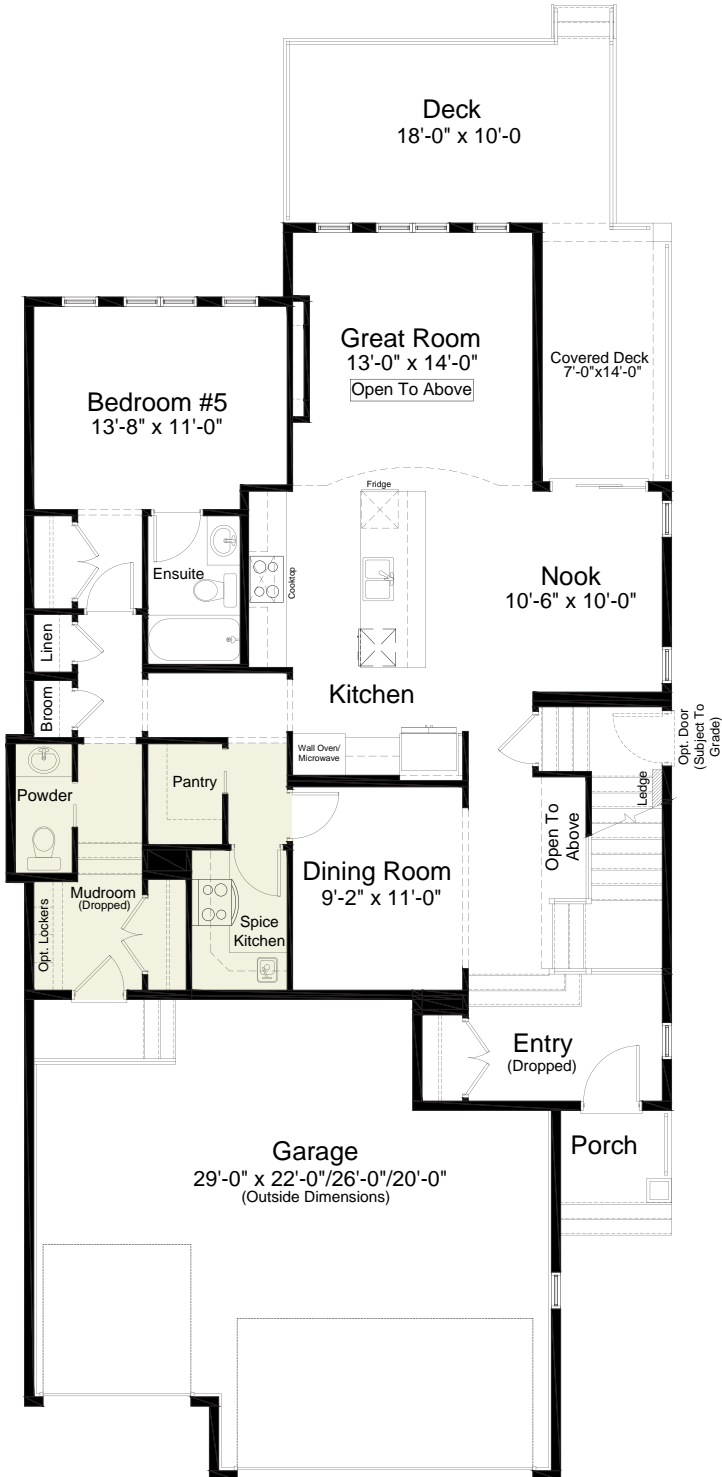 Deck
18'-0" x 10'-0
Great Room
13'-0" x 14'-0"
Open To Above
Covered Deck
7'-0"x14'-0"
Bedroom #5
13'-8" x 11'-0"
Fridge
Ensuite
Cooktop
Nook
10'-6" x 10'-0"
Linen
Kitchen
Broom
Opt. Door
(Subject To
Grade)
Wall Oven/
Microwave
Pantry
Powder
Ledge
Open To
Above
Dining Room
9'-2" x 11'-0"
Mudroom
(Dropped)
Opt. Lockers
Spice
Kitchen
Entry
(Dropped)
Porch
Garage
29'-0" x 22'-0"/26'-0"/20'-0"
(Outside Dimensions)